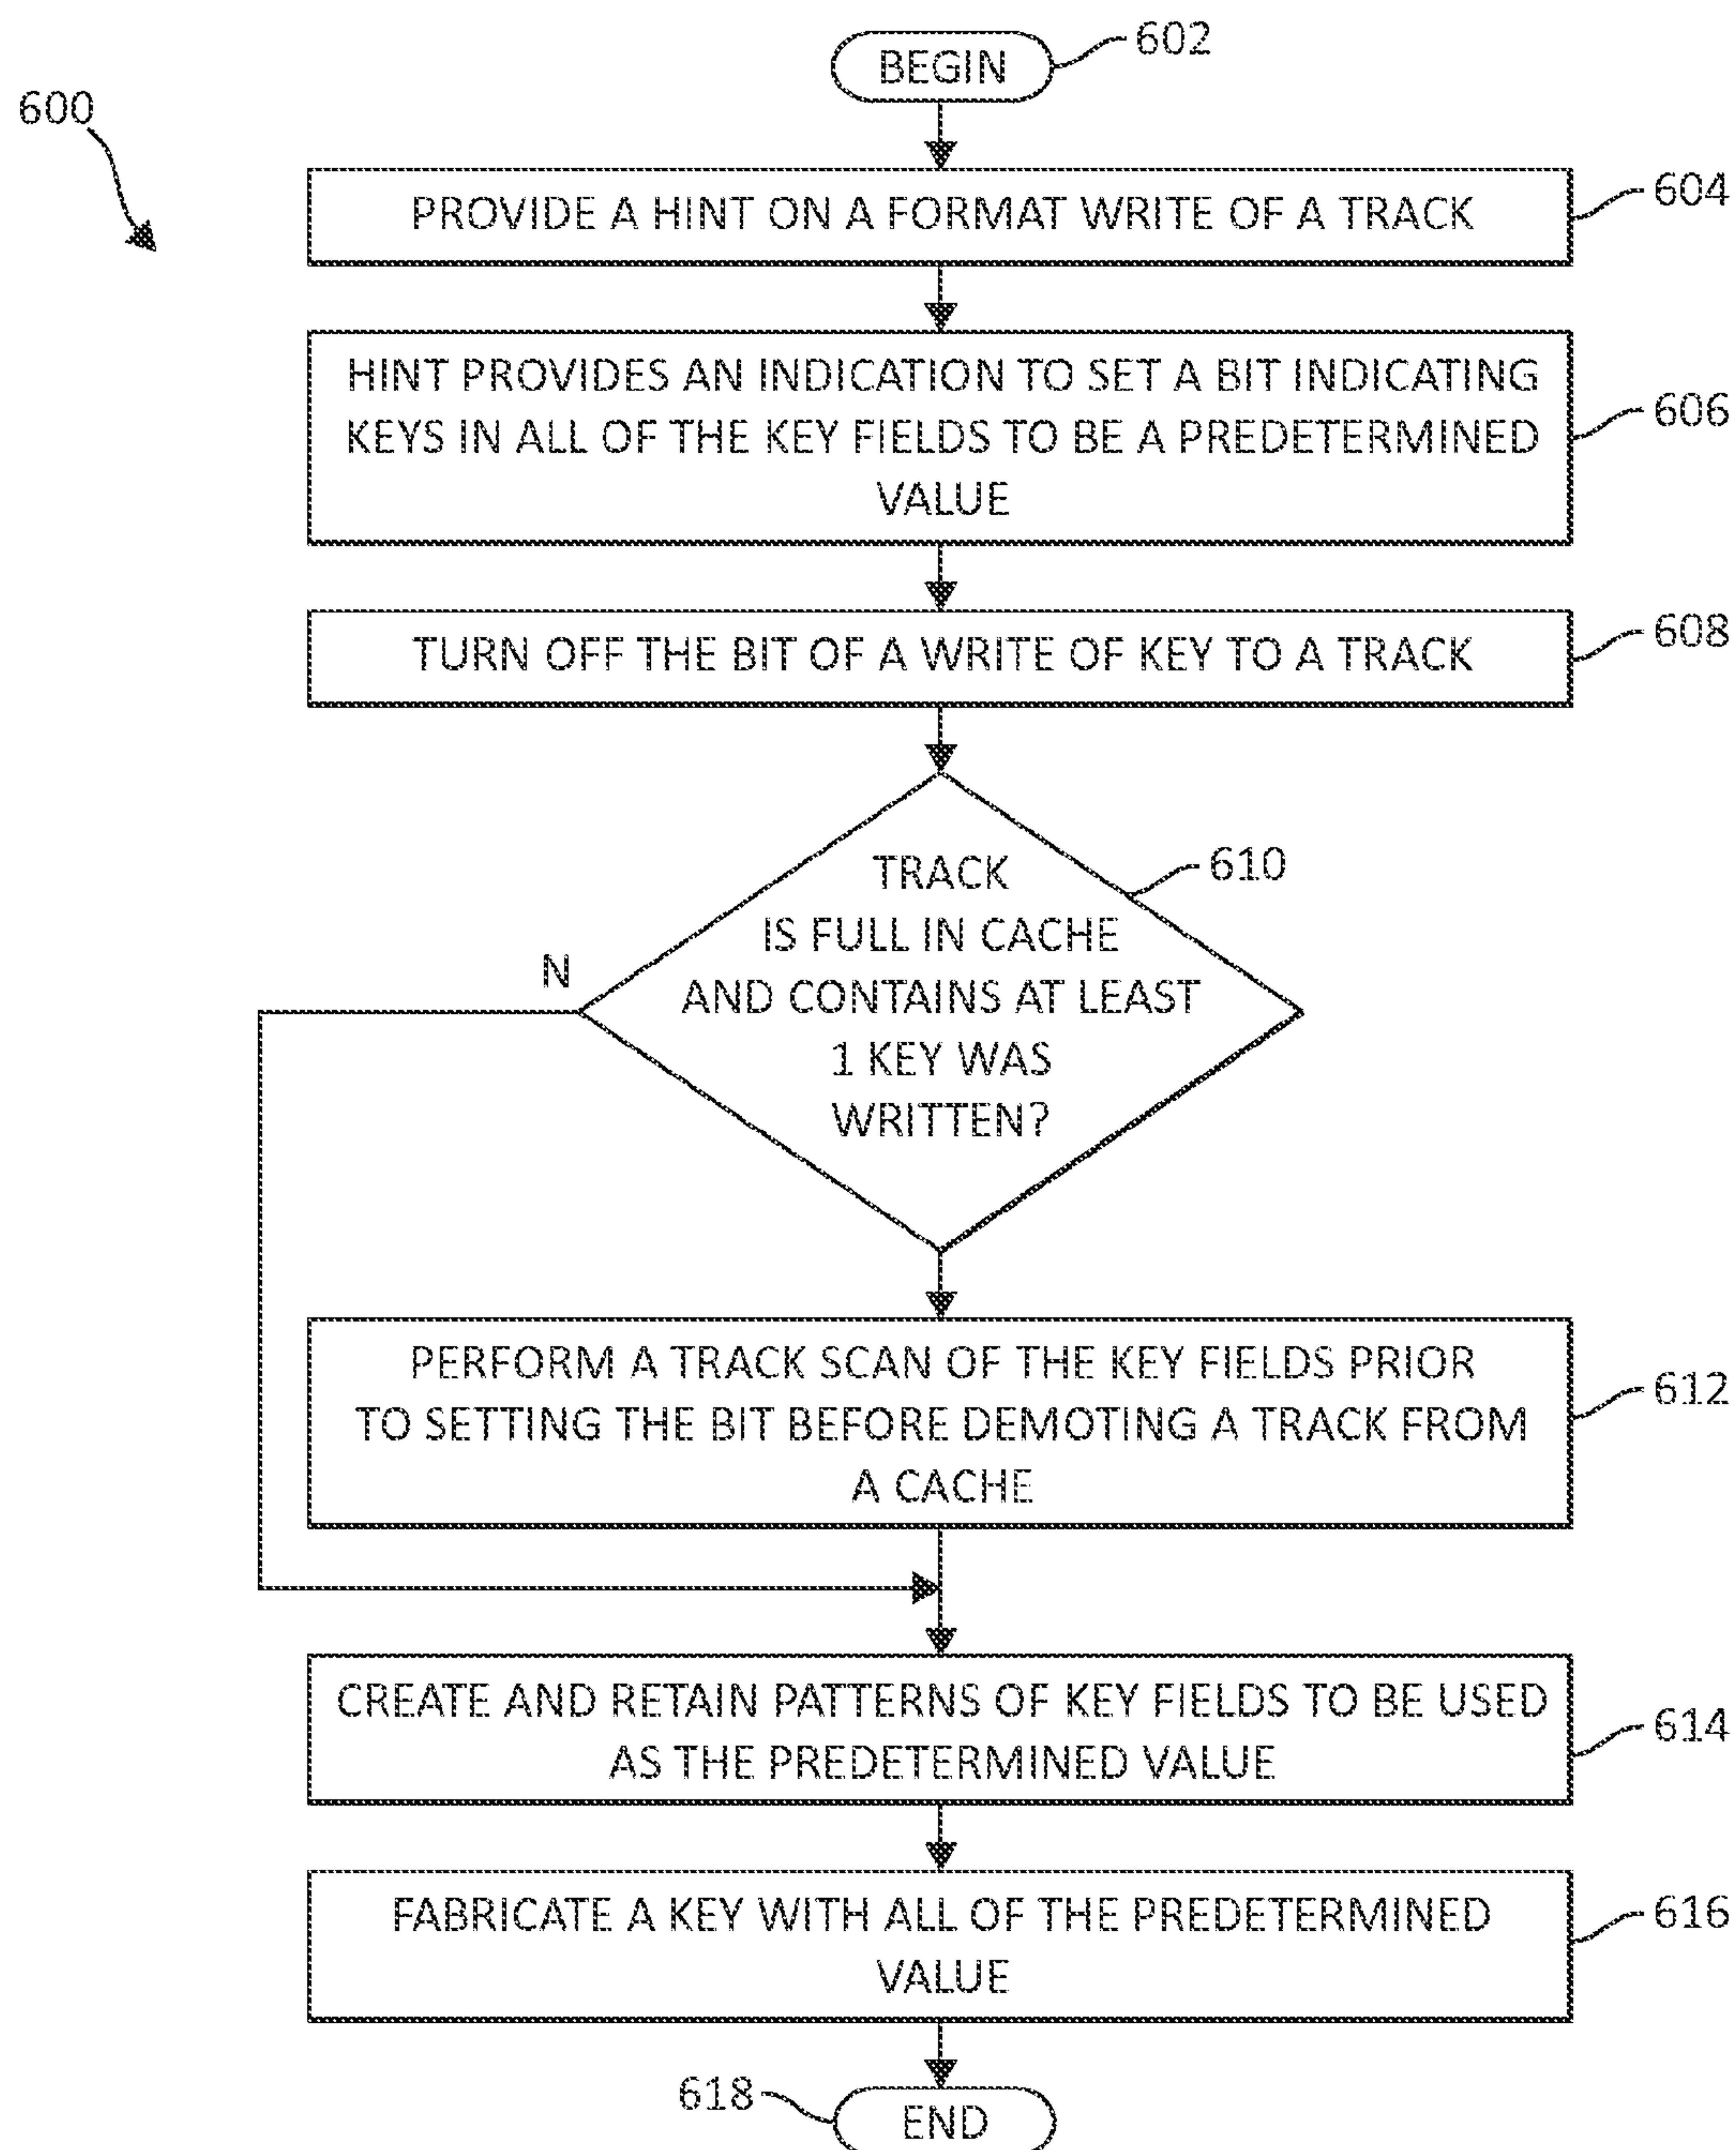 602
BEGIN
600
PROVIDE A HINT ON A FORMAT WRITE OF A TRACK
604
HINT PROVIDES AN INDICATION TO SET A BIT INDICATING
KEYS IN ALL OF THE KEY FIELDS TO BE A PREDETERMINED
VALUE
606
TURN OFF THE BIT OF A WRITE OF KEY TO A TRACK
608
TRACK
IS FULL IN CACHE
AND CONTAINS AT LEAST
1 KEY WAS
WRITTEN?
610
N
PERFORM A TRACK SCAN OF THE KEY FIELDS PRIOR
TO SETTING THE BIT BEFORE DEMOTING A TRACK FROM
A CACHE
612
CREATE AND RETAIN PATTERNS OF KEY FIELDS TO BE USED
AS THE PREDETERMINED VALUE
614
FABRICATE A KEY WITH ALL OF THE PREDETERMINED
VALUE
616
618
END